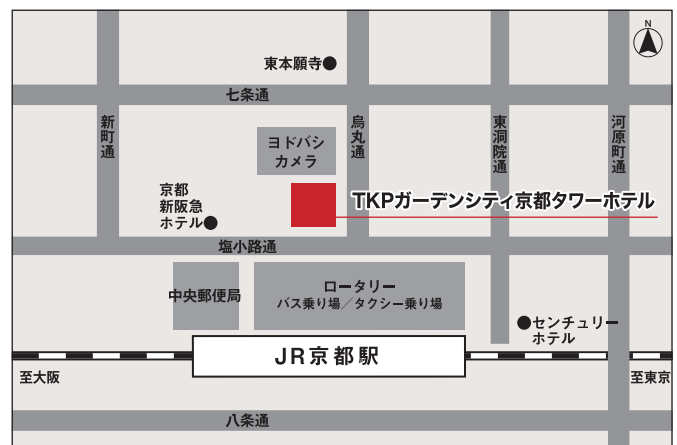 N
東本願寺
七条通
新町通
烏丸通
東洞院通
河原町通
ヨドバシ
カメラ
京都
新阪急
ホテル
TKPガーデンシティ京都タワーホテル
塩小路通
中央郵便局
ロータリー
バス乗り場／タクシー乗り場
センチュリー
ホテル
JR京都駅
至大阪
至東京
八条通